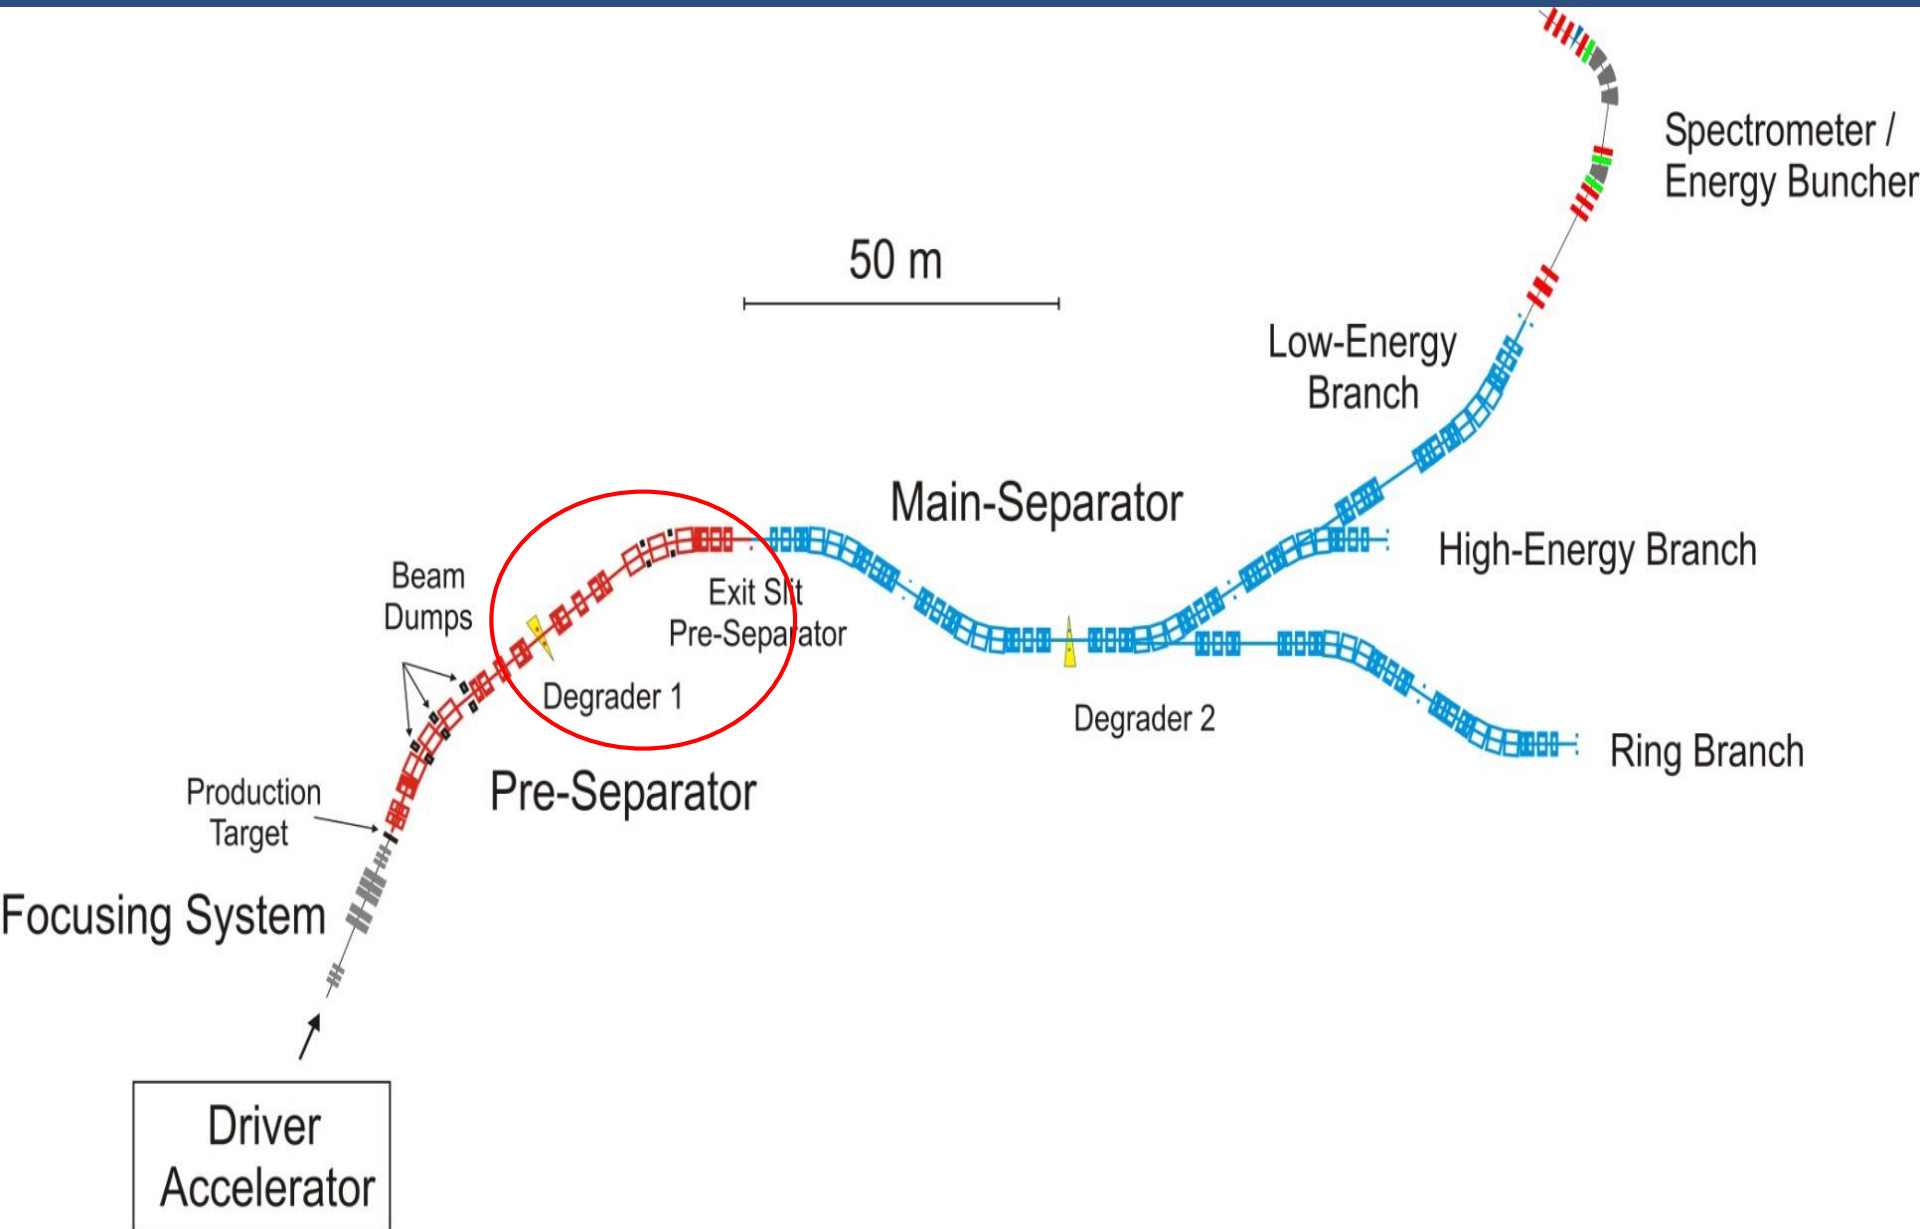 Spectrometer /
Energy Buncher
50 m
Low-Energy
Branch
Main-Separator
High-Energy Branch
Beam
Dumps
Exit Slit
Pre-Separator
Degrader 1
Degrader 2
Ring Branch
Production
Target
Pre-Separator
Focusing System
Driver
Accelerator